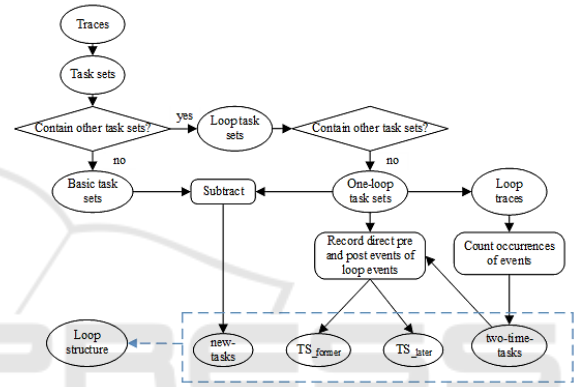 Traces
Task sets
Contain other task sets?
yes
Loop task
sets
Contain other task sets?
no
no
Basic task
sets
Subtract
One-loop
task sets
Loop
traces
Record direct pre
and post events of
loop events
Count occurrences
of events
Loop
structure
new-
tasks
TS_former
TS_later
two-time-
tasks